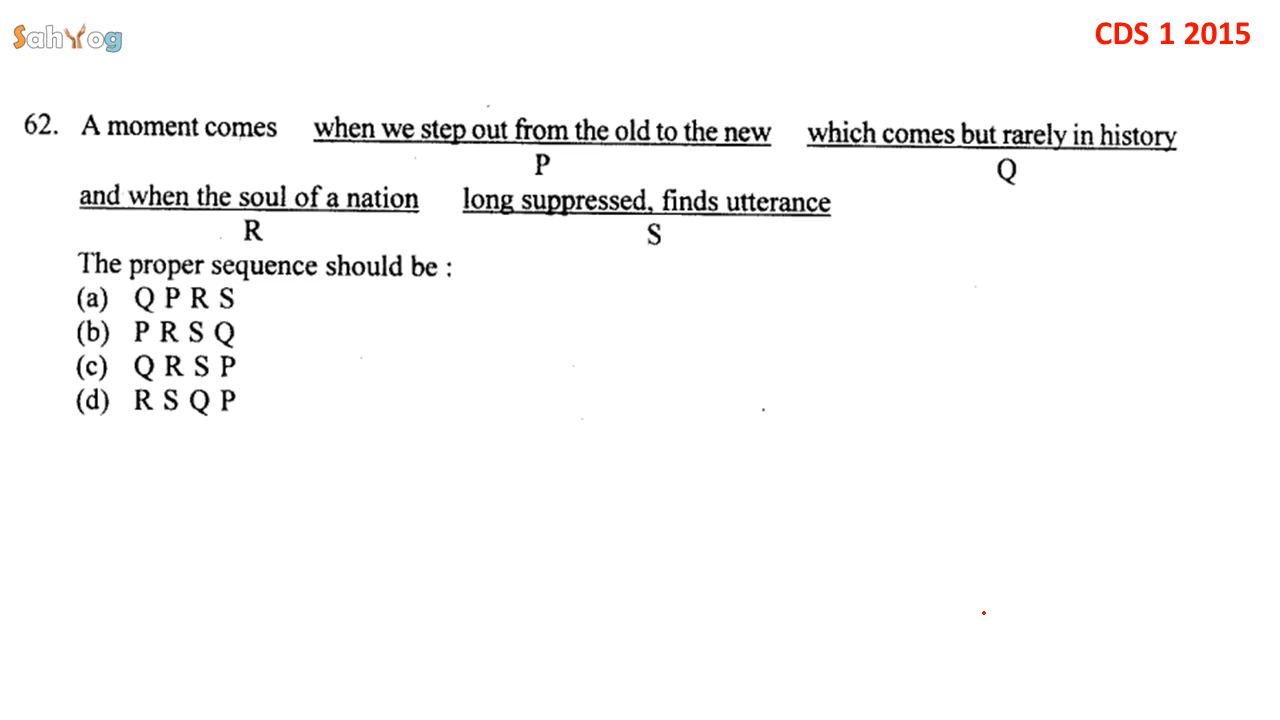 SahYog
CDS 1 2015
62. A moment comes when we step out from the old to the new which comes but rarely in history
P Q
and when the soul of a nation long suppressed, finds utterance
R S
The proper sequence should be :
(a) Q P R S
(b) P R S Q
(c) Q R S P
(d) R S Q P